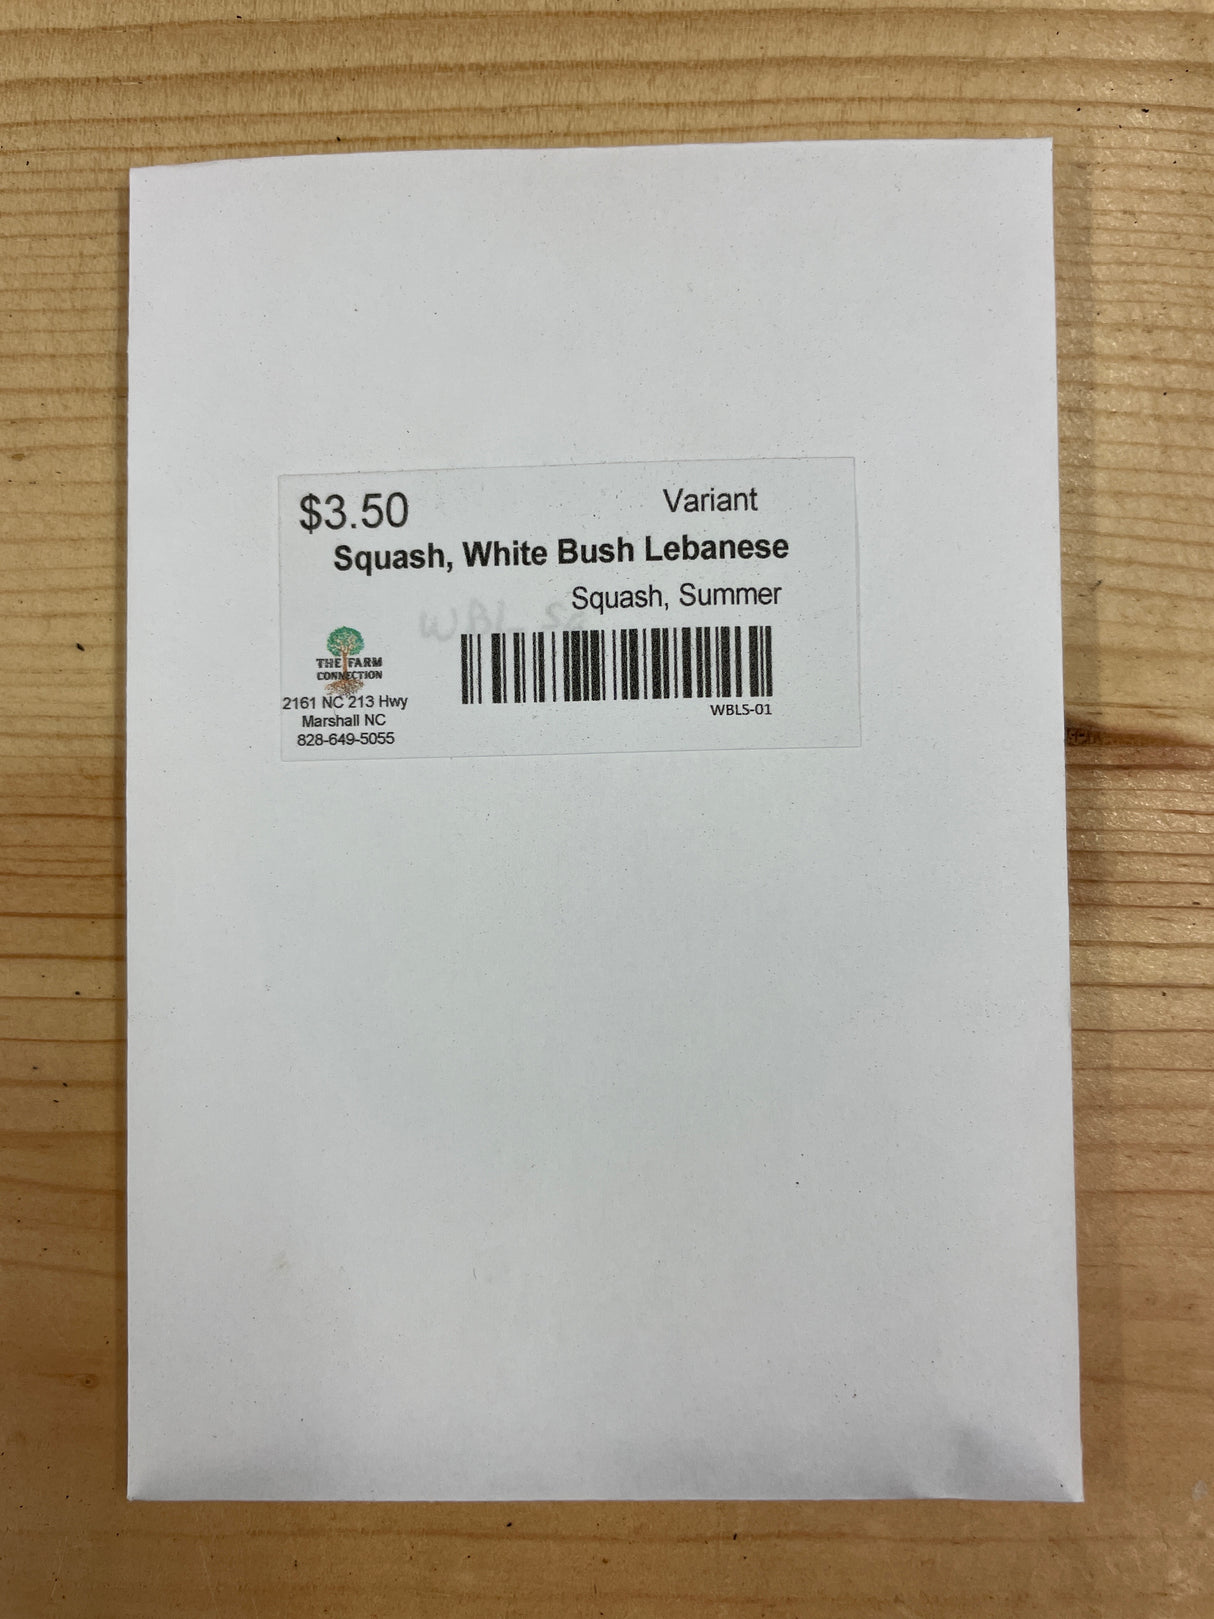 $3.50
Variant
Squash, White Bush Lebanese
Squash, Summer
WBL
THE FARM
CONNECTION
2161 NC 213 Hwy
Marshall NC
828-649-5055
WBLS-01